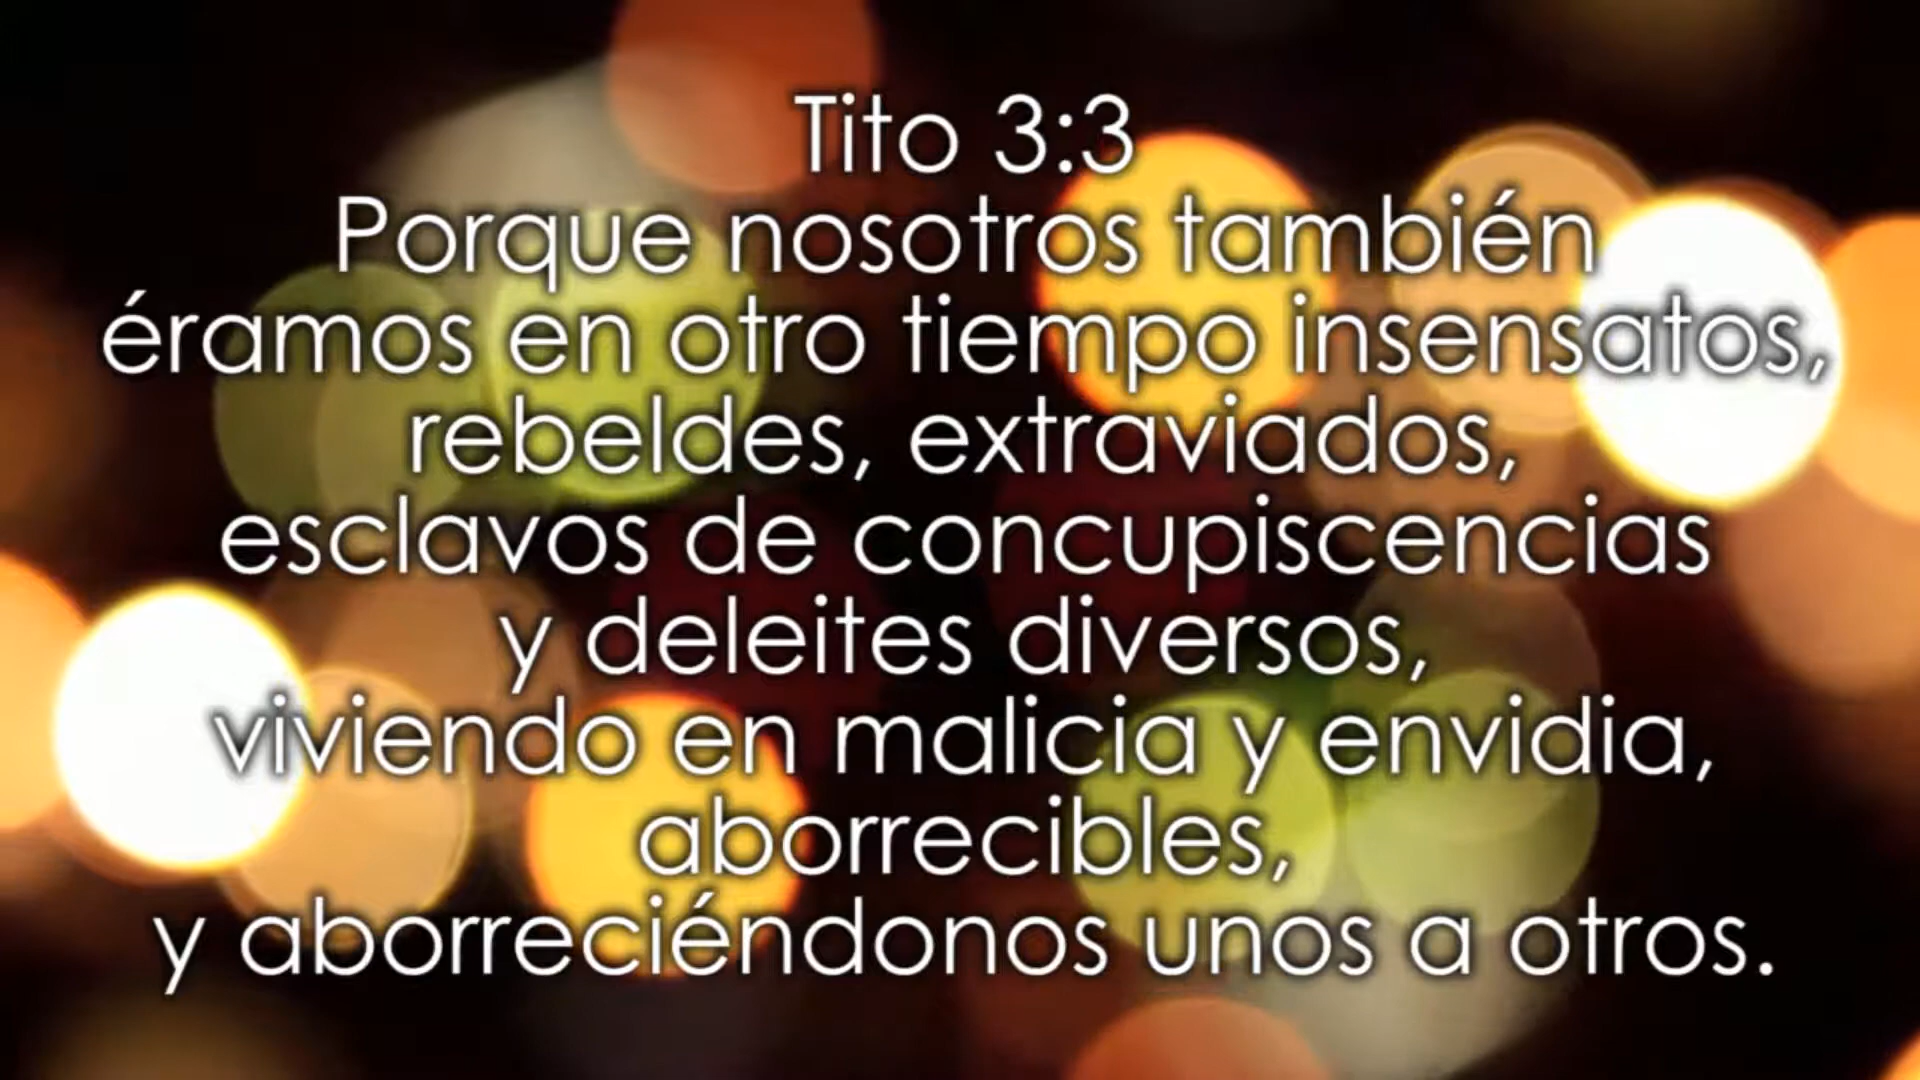 Tito 3:3
Porque nosotros también
éramos en otro tiempo insensatos,
rebeldes, extraviados,
esclavos de concupiscencias
y deleites diversos,
viviendo en malicia y envidia,
aborrecibles,
y aborreciéndonos unos a otros.